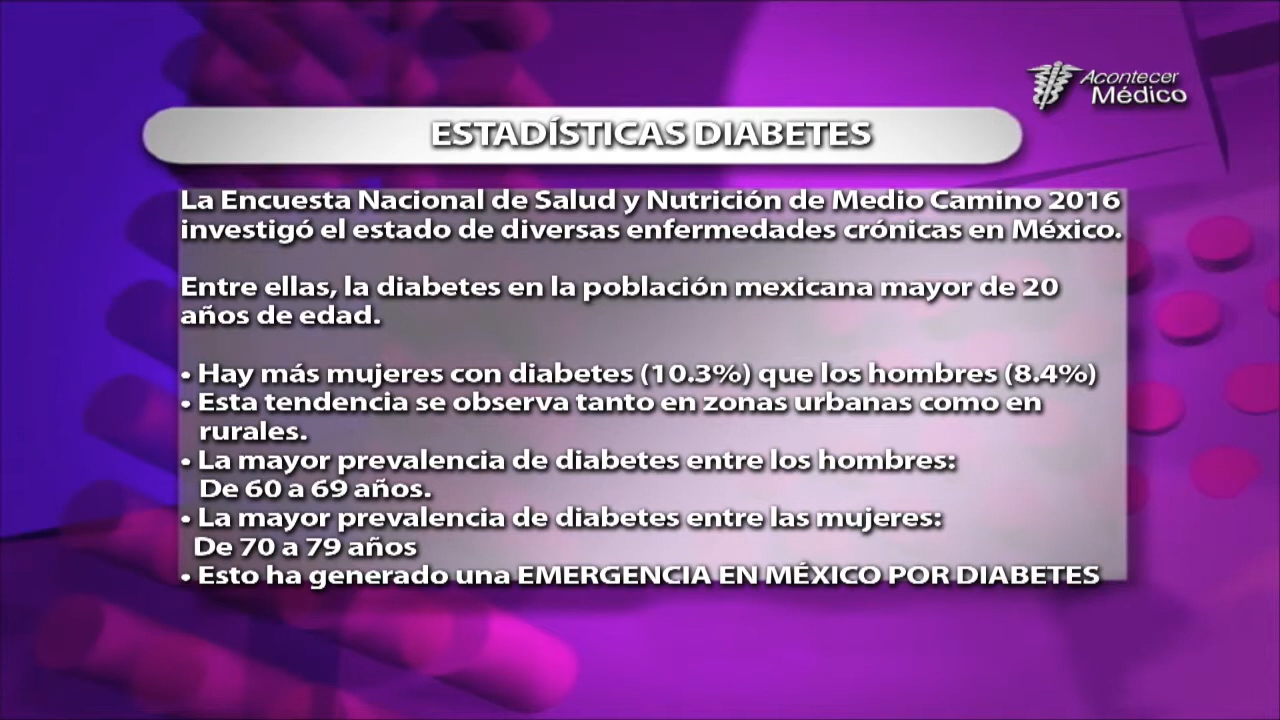 Acontecer
Médico
ESTADÍSTICAS DIABETES
La Encuesta Nacional de Salud y Nutrición de Medio Camino 2016
investigó el estado de diversas enfermedades crónicas en México.
Entre ellas, la diabetes en la población mexicana mayor de 20
años de edad.
• Hay más mujeres con diabetes (10.3%) que los hombres (8.4%)
• Esta tendencia se observa tanto en zonas urbanas como en
rurales.
• La mayor prevalencia de diabetes entre los hombres:
De 60 a 69 años.
• La mayor prevalencia de diabetes entre las mujeres:
De 70 a 79 años
• Esto ha generado una EMERGENCIA EN MÉXICO POR DIABETES